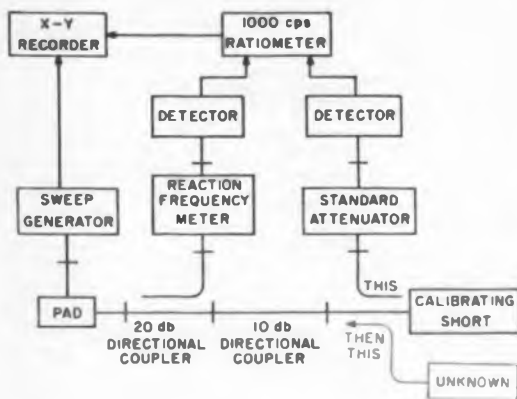 X-Y
RECORDER
1000 cps
RATIOMETER
DETECTOR
DETECTOR
SWEEP
GENERATOR
REACTION
FREQUENCY
METER
STANDARD
ATTENUATOR
THIS
PAD
CALIBRATING
SHORT
20 db
DIRECTIONAL
COUPLER
10 db
DIRECTIONAL
COUPLER
THEN
THIS
UNKNOWN